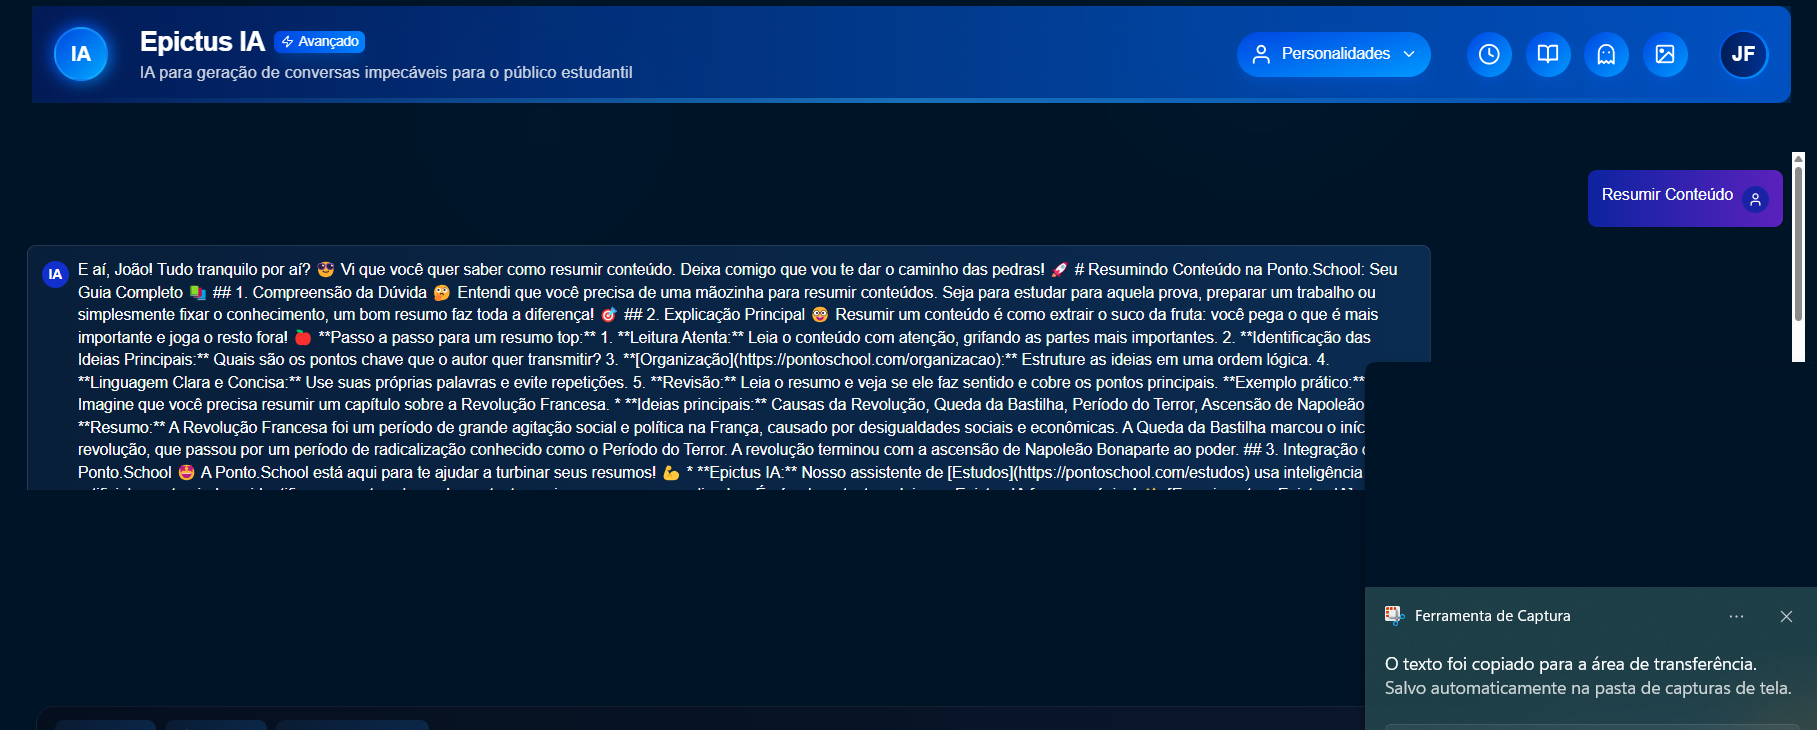 IA
Epictus IA
Avançado
IA para geração de conversas impecáveis para o público estudantil
Personalidades
JF
Resumir Conteúdo
IA
E aí, João! Tudo tranquilo por aí? 😎 Vi que você quer saber como resumir conteúdo. Deixa comigo que vou te dar o caminho das pedras! 🚀 # Resumindo Conteúdo na Ponto.School: Seu
Guia Completo 📚 ## 1. Compreensão da Dúvida 🤔 Entendi que você precisa de uma mãozinha para resumir conteúdos. Seja para estudar para aquela prova, preparar um trabalho ou
simplesmente fixar o conhecimento, um bom resumo faz toda a diferença! 🎯 ## 2. Explicação Principal 🤓 Resumir um conteúdo é como extrair o suco da fruta: você pega o que é mais
importante e joga o resto fora! 🍎 **Passo a passo para um resumo top:** 1. **Leitura Atenta:** Leia o conteúdo com atenção, grifando as partes mais importantes. 2. **Identificação das
Ideias Principais:** Quais são os pontos chave que o autor quer transmitir? 3. **[Organização](https://pontoschool.com/organizacao):** Estruture as ideias em uma ordem lógica. 4.
**Linguagem Clara e Concisa:** Use suas próprias palavras e evite repetições. 5. **Revisão:** Leia o resumo e veja se ele faz sentido e cobre os pontos principais. **Exemplo prático:**
Imagine que você precisa resumir um capítulo sobre a Revolução Francesa. * **Ideias principais:** Causas da Revolução, Queda da Bastilha, Período do Terror, Ascensão de Napoleão
**Resumo:** A Revolução Francesa foi um período de grande agitação social e política na França, causado por desigualdades sociais e econômicas. A Queda da Bastilha marcou o iníc
revolução, que passou por um período de radicalização conhecido como o Período do Terror. A revolução terminou com a ascensão de Napoleão Bonaparte ao poder. ## 3. Integração
Ponto.School 🤩 A Ponto.School está aqui para te ajudar a turbinar seus resumos! 💪 * **Epictus IA:** Nosso assistente de [Estudos](https://pontoschool.com/estudos) usa inteligência
Ferramenta de Captura
O texto foi copiado para a área de transferência.
Salvo automaticamente na pasta de capturas de tela.